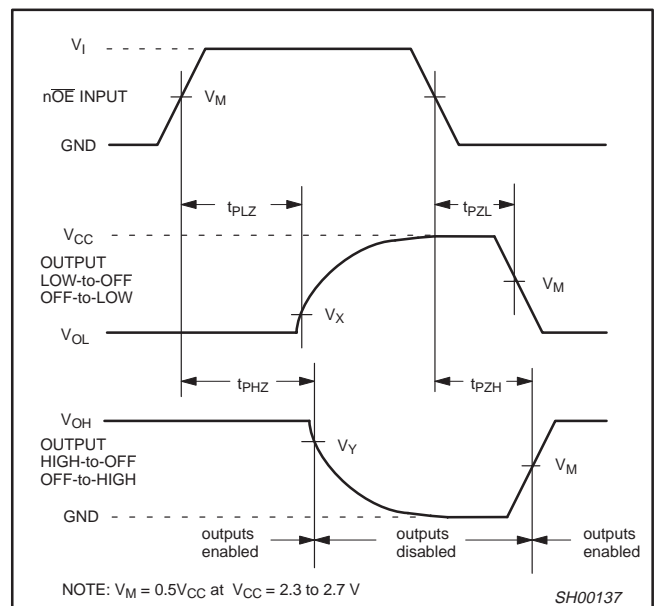 V_I
nO̅E̅ INPUT
V_M
GND
t_PLZ
t_PZL
V_CC
OUTPUT
LOW-to-OFF
OFF-to-LOW
V_M
V_X
V_OL
t_PHZ
t_PZH
V_OH
OUTPUT
HIGH-to-OFF
OFF-to-HIGH
V_Y
V_M
GND
outputs
enabled
outputs
disabled
outputs
enabled
NOTE: V_M = 0.5V_CC at V_CC = 2.3 to 2.7 V
SH00137